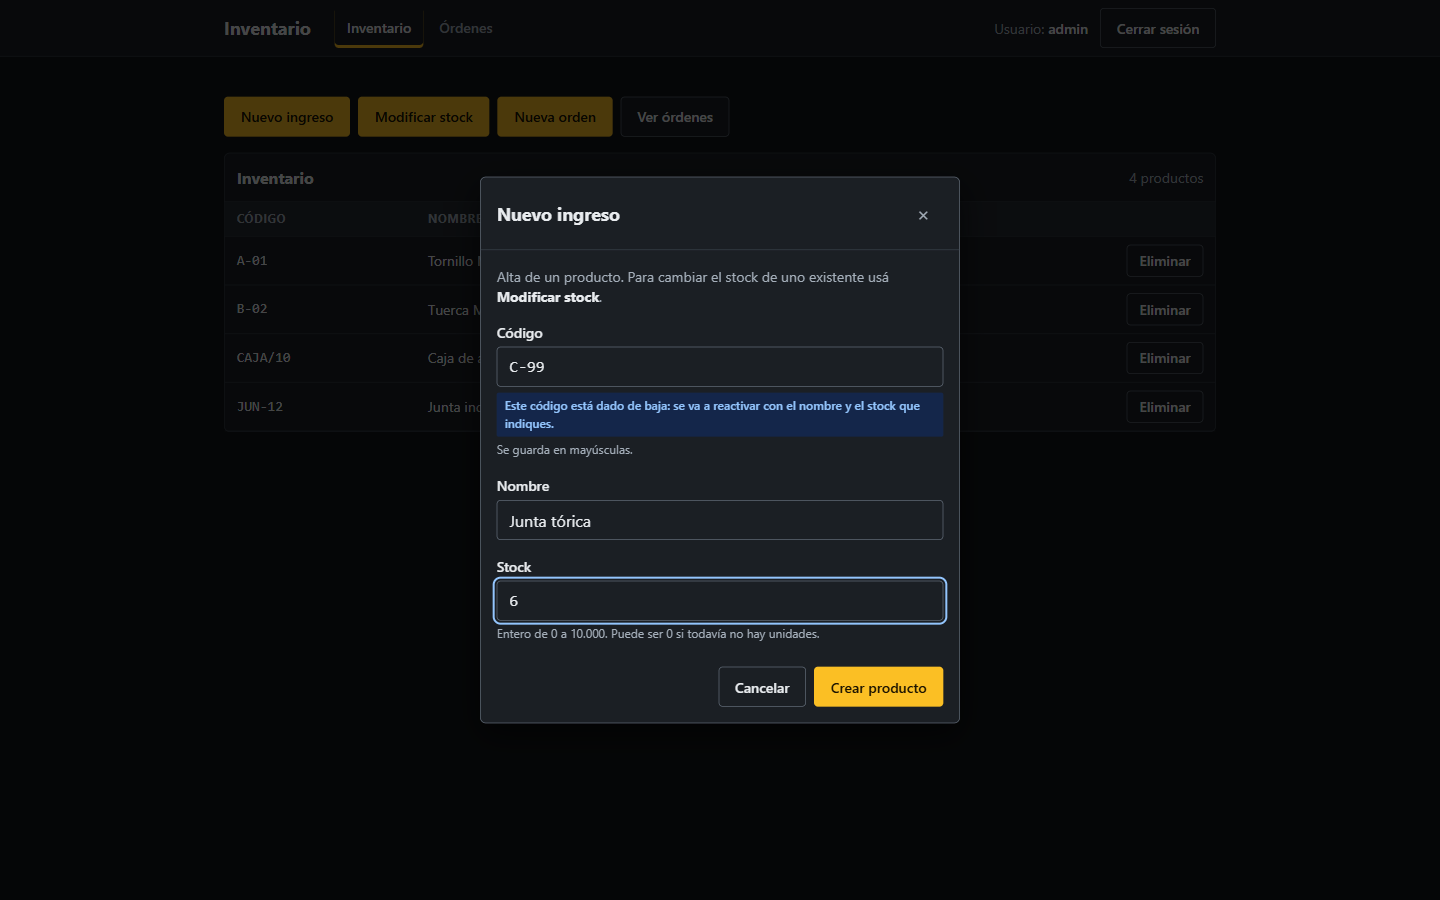 Inventario
Inventario
Órdenes
Usuario: admin
Cerrar sesión
Nuevo ingreso
Modificar stock
Nueva orden
Ver órdenes
Inventario
4 productos
CÓDIGO
NOMBRE
A-01
Tornillo
Eliminar
B-02
Tuerca
Eliminar
CAJA/10
Caja de
Eliminar
JUN-12
Junta
Eliminar
Nuevo ingreso
×
Alta de un producto. Para cambiar el stock de uno existente usá
Modificar stock.
Código
C-99
Este código está dado de baja: se va a reactivar con el nombre y el stock que
indiques.
Se guarda en mayúsculas.
Nombre
Junta tórica
Stock
6
Entero de 0 a 10.000. Puede ser 0 si todavía no hay unidades.
Cancelar
Crear producto